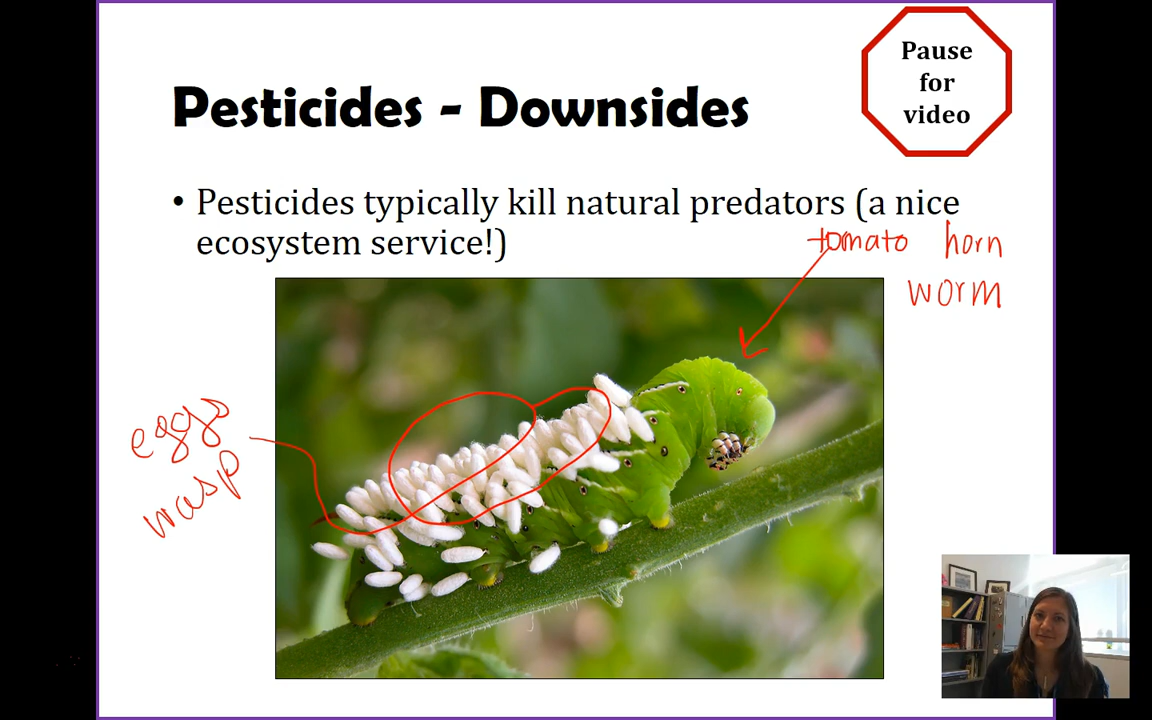 Pause
for
video
Pesticides - Downsides
• Pesticides typically kill natural predators (a nice
ecosystem service!)
tomato horn
worm
eggs
wasp